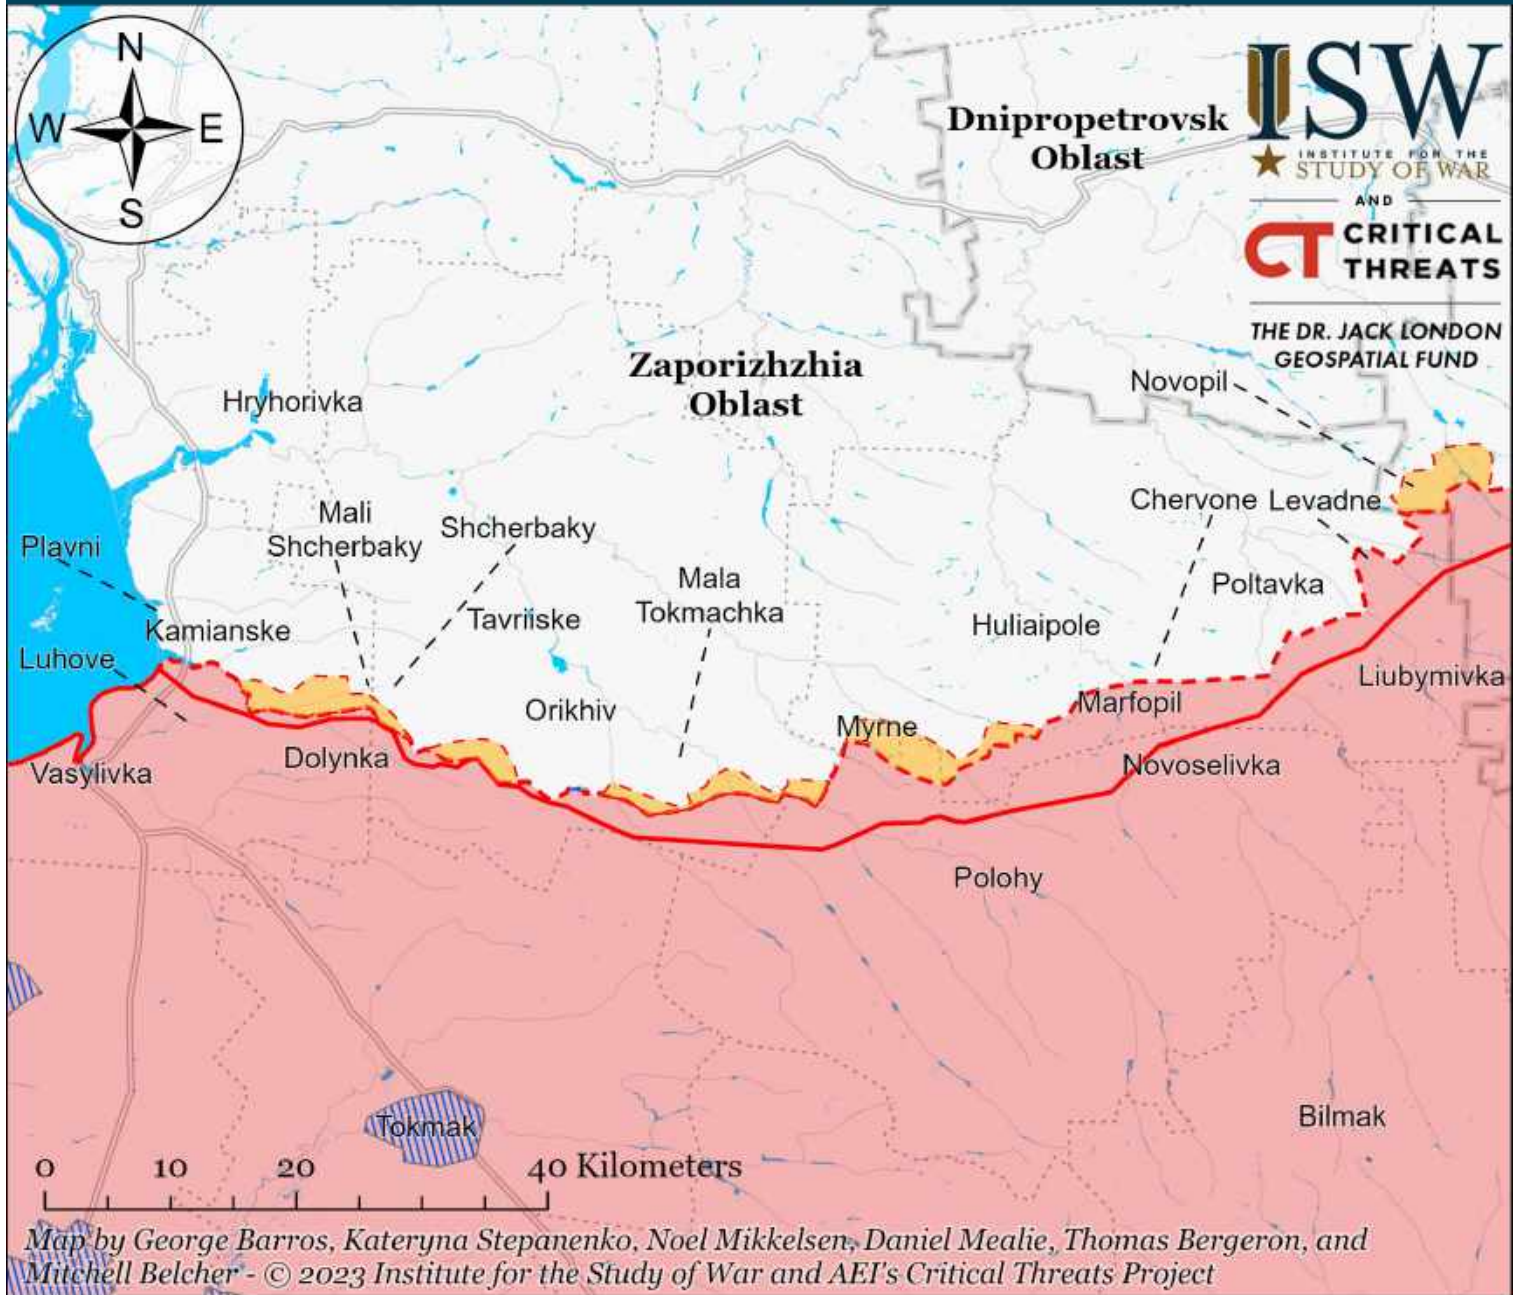 N
W
E
S
Dnipropetrovsk
Oblast
ISW
INSTITUTE FOR THE
STUDY OF WAR
AND
CT CRITICAL
THREATS
THE DR. JACK LONDON
GEOSPATIAL FUND
Zaporizhzhia
Oblast
Novopil
Hryhorivka
Chervone
Levadne
Mali
Shcherbaky
Shcherbaky
Plavni
Mala
Tokmachka
Poltavka
Tavriiske
Kamianske
Huliaipole
Luhove
Liubymivka
Orikhiv
Marfopil
Myrne
Dolynka
Vasylivka
Novoselivka
Polohy
Tokmak
Bilmak
0 10 20 40 Kilometers
Map by George Barros, Kateryna Stepanenko, Noel Mikkelsen, Daniel Mealie, Thomas Bergeron, and
Mitchell Belcher - © 2023 Institute for the Study of War and AEI's Critical Threats Project